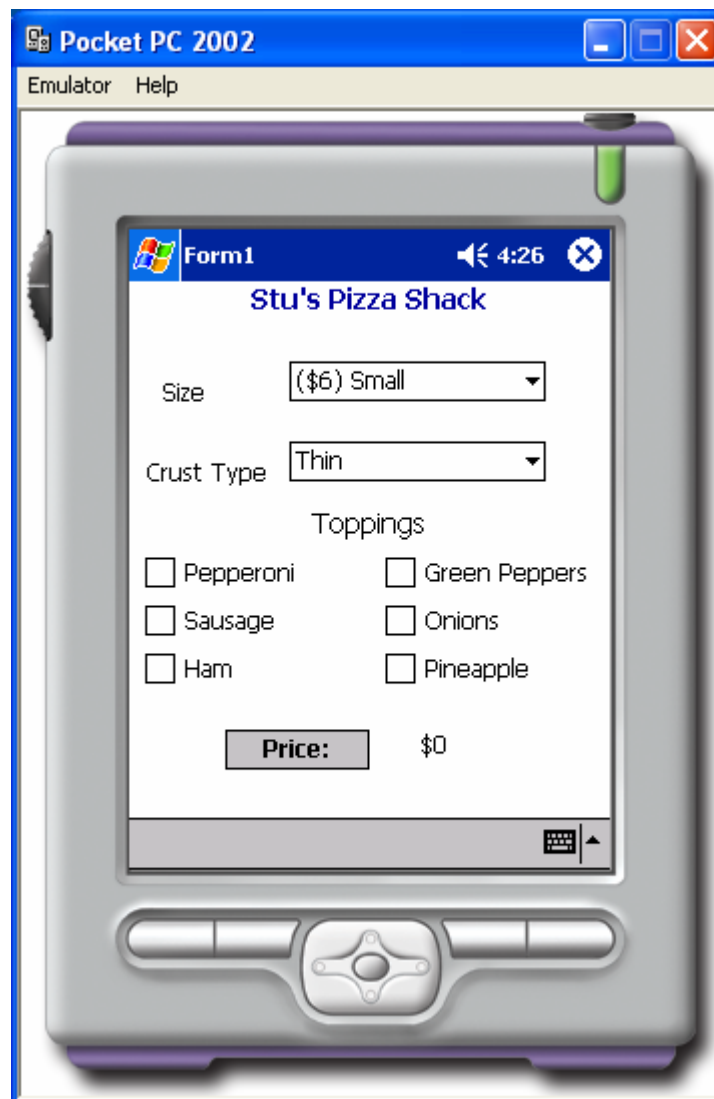 Pocket PC 2002
Emulator Help
Form1 4:26
Stu's Pizza Shack
Size ($6) Small
Crust Type Thin
Toppings
Pepperoni Green Peppers
Sausage Onions
Ham Pineapple
Price: $0